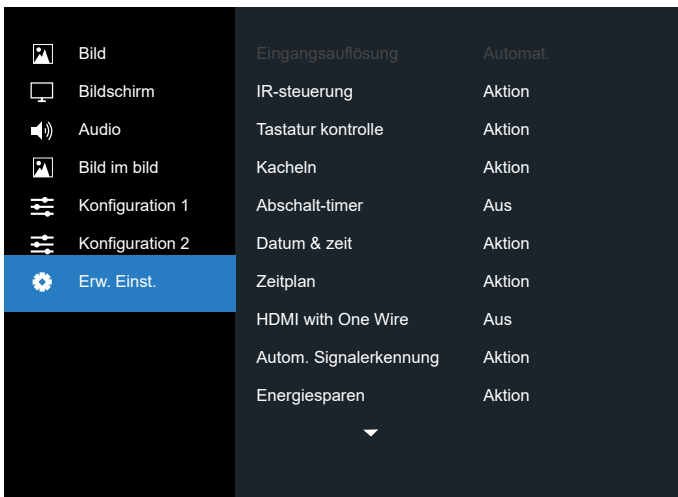 Bild
Bildschirm
Audio
Bild im bild
Konfiguration 1
Konfiguration 2
Erw. Einst.
Eingangsauflösung Automat.
IR-steuerung Aktion
Tastatur kontrolle Aktion
Kacheln Aktion
Abschalt-timer Aus
Datum & zeit Aktion
Zeitplan Aktion
HDMI with One Wire Aus
Autom. Signalerkennung Aktion
Energiesparen Aktion